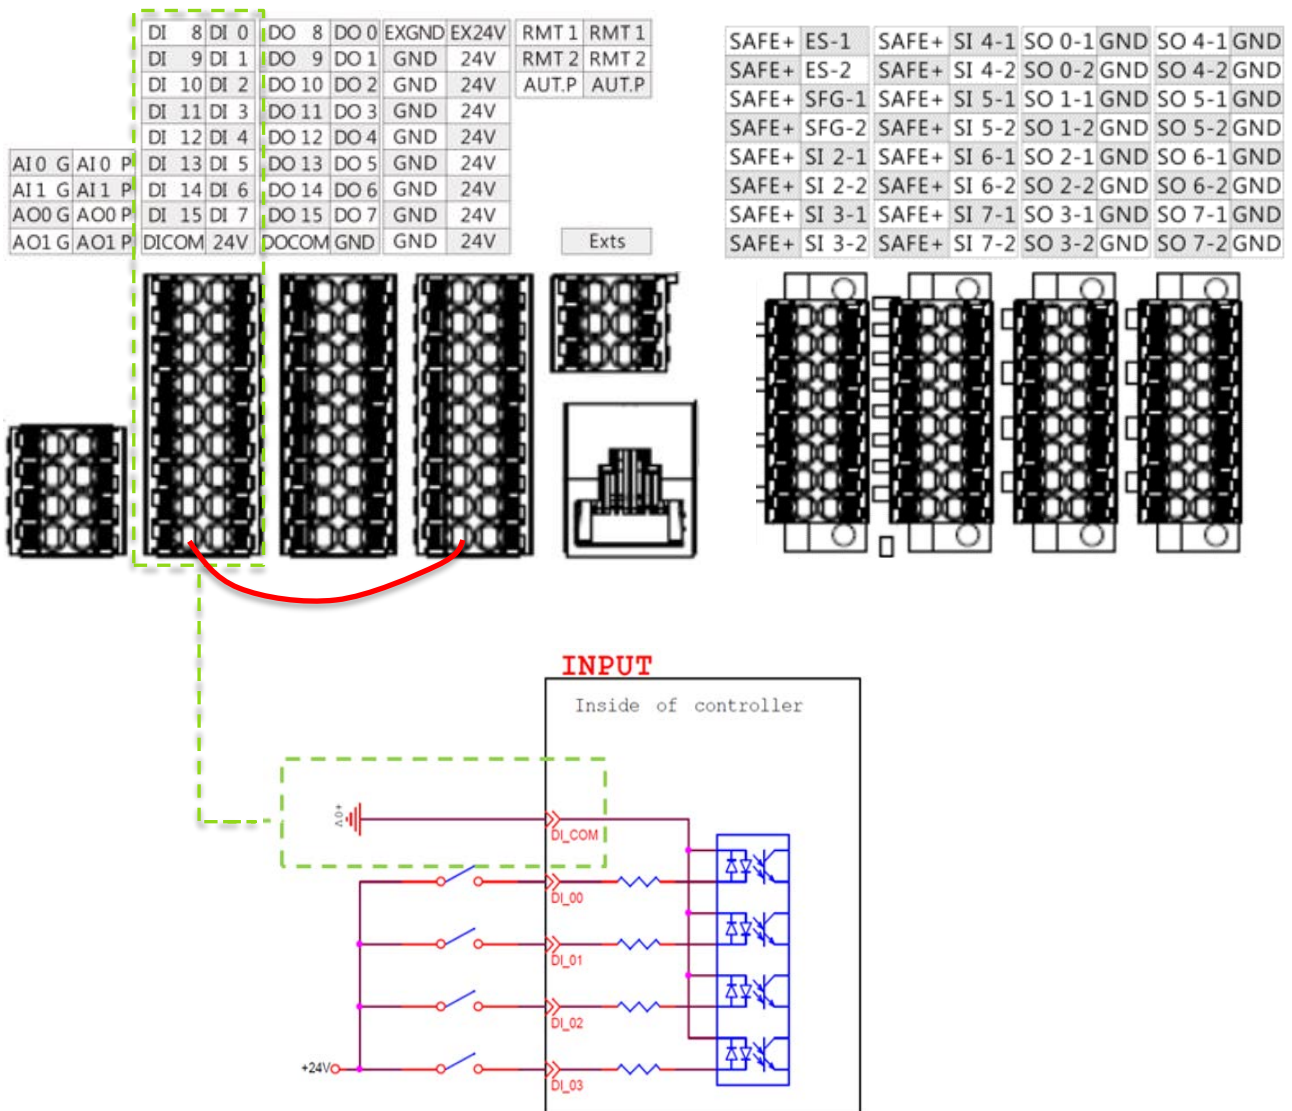 DI 8 DI 0 DO 8 DO 0 EXGND EX24V RMT 1 RMT 1
DI 9 DI 1 DO 9 DO 1 GND 24V RMT 2 RMT 2
DI 10 DI 2 DO 10 DO 2 GND 24V AUT.P AUT.P
DI 11 DI 3 DO 11 DO 3 GND 24V
DI 12 DI 4 DO 12 DO 4 GND 24V
AI0 G AI0 P DI 13 DI 5 DO 13 DO 5 GND 24V
AI1 G AI1 P DI 14 DI 6 DO 14 DO 6 GND 24V
AO0 G AO0 P DI 15 DI 7 DO 15 DO 7 GND 24V
AO1 G AO1 P DICOM 24V DOCOM GND GND 24V Exts
SAFE+ ES-1 SAFE+ SI 4-1 SO 0-1 GND SO 4-1 GND
SAFE+ ES-2 SAFE+ SI 4-2 SO 0-2 GND SO 4-2 GND
SAFE+ SFG-1 SAFE+ SI 5-1 SO 1-1 GND SO 5-1 GND
SAFE+ SFG-2 SAFE+ SI 5-2 SO 1-2 GND SO 5-2 GND
SAFE+ SI 2-1 SAFE+ SI 6-1 SO 2-1 GND SO 6-1 GND
SAFE+ SI 2-2 SAFE+ SI 6-2 SO 2-2 GND SO 6-2 GND
SAFE+ SI 3-1 SAFE+ SI 7-1 SO 3-1 GND SO 7-1 GND
SAFE+ SI 3-2 SAFE+ SI 7-2 SO 3-2 GND SO 7-2 GND
INPUT
Inside of controller
+0V
DI_COM
DI_00
DI_01
DI_02
+24V
DI_03